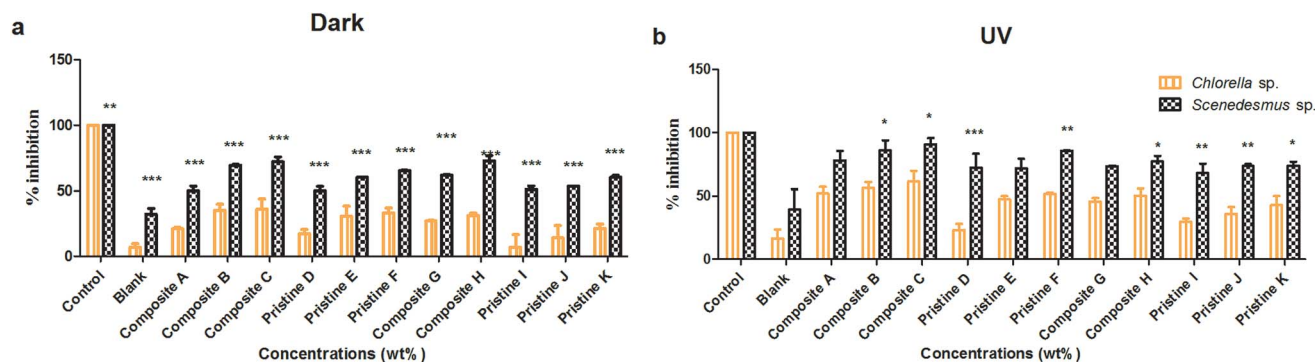 a
Dark
% inhibition
150
100
50
0
**
***
***
***
***
***
***
***
***
***
***
***
***
Control
Blank
Composite A
Composite B
Composite C
Pristine D
Pristine E
Pristine F
Composite G
Composite H
Pristine I
Pristine J
Pristine K
Concentrations (wt%)
b
UV
% inhibition
150
100
50
0
*
*
***
**
*
**
**
*
Chlorella sp.
Scenedesmus sp.
Control
Blank
Composite A
Composite B
Composite C
Pristine D
Pristine E
Pristine F
Composite G
Composite H
Pristine I
Pristine J
Pristine K
Concentrations (wt%)